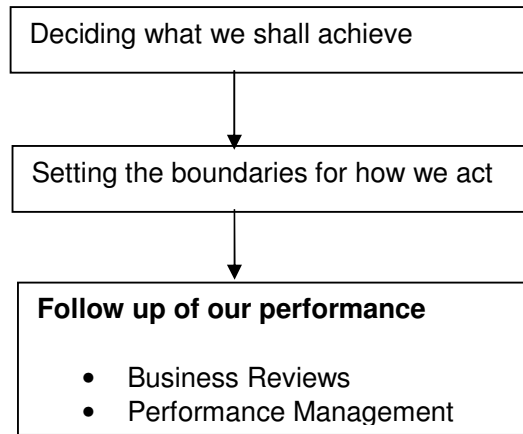 Deciding what we shall achieve
Setting the boundaries for how we act
Follow up of our performance
• Business Reviews
• Performance Management